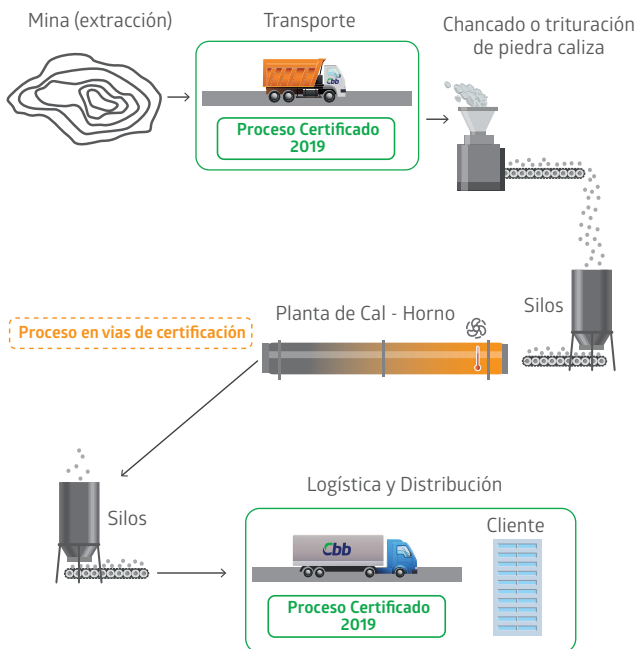 Mina (extracción)
Transporte
Chancado o trituración
de piedra caliza
Cbb
Proceso Certificado
2019
Silos
Planta de Cal - Horno
Proceso en vias de certificación
Silos
Logística y Distribución
Cliente
Cbb
Proceso Certificado
2019